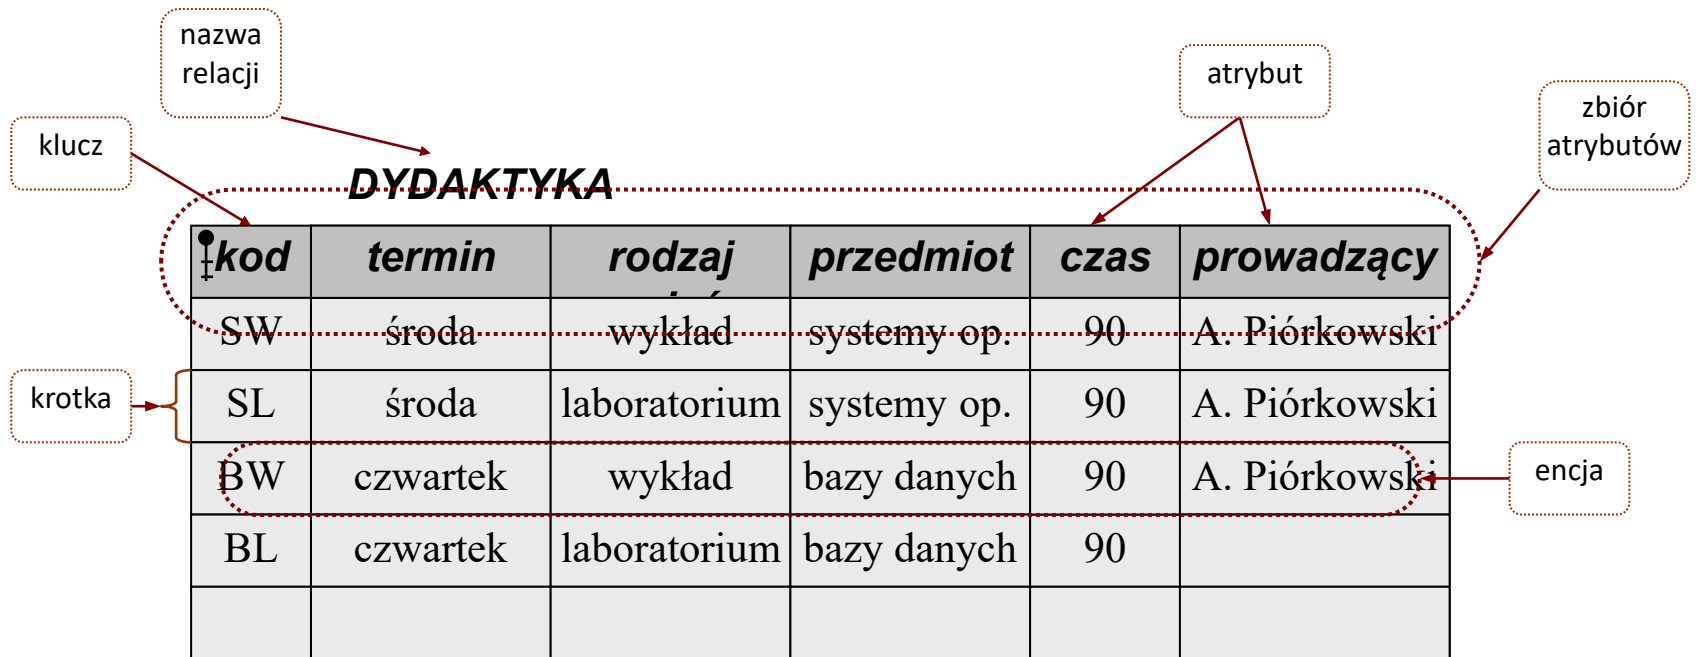 nazwa
relacji
atrybut
zbiór
atrybutów
klucz
DYDAKTYKA
kod termin rodzaj przedmiot czas prowadzący
SW środa wykład systemy op. 90 A. Piórkowski
krotka
SL środa laboratorium systemy op. 90 A. Piórkowski
BW czwartek wykład bazy danych 90 A. Piórkowski
encja
BL czwartek laboratorium bazy danych 90